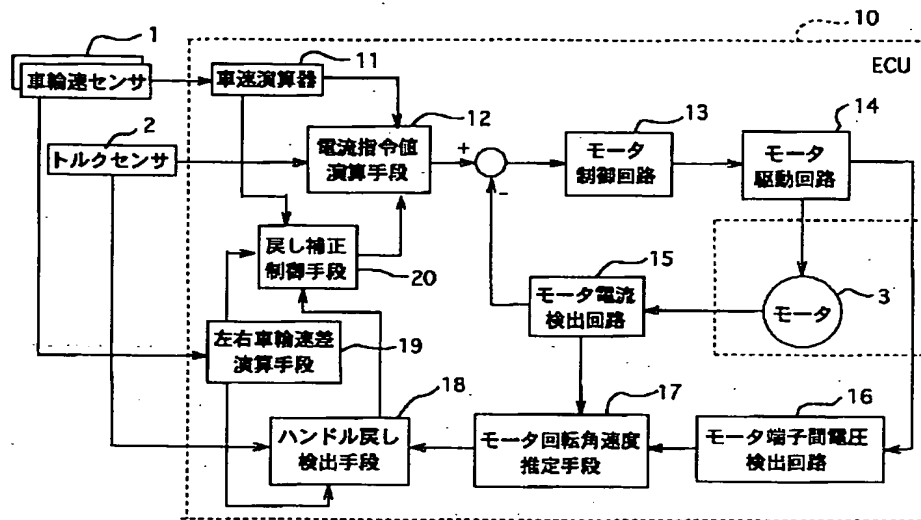 10
ECU
1
車輪速センサ
11
車速演算器
2
トルクセンサ
12
電流指令値
演算手段
+
-
13
モータ
制御回路
14
モータ
駆動回路
戻し補正
制御手段
20
15
モータ電流
検出回路
3
モータ
左右車輪速差
演算手段
19
18
ハンドル戻し
検出手段
17
モータ回転角速度
推定手段
16
モータ端子間電圧
検出回路